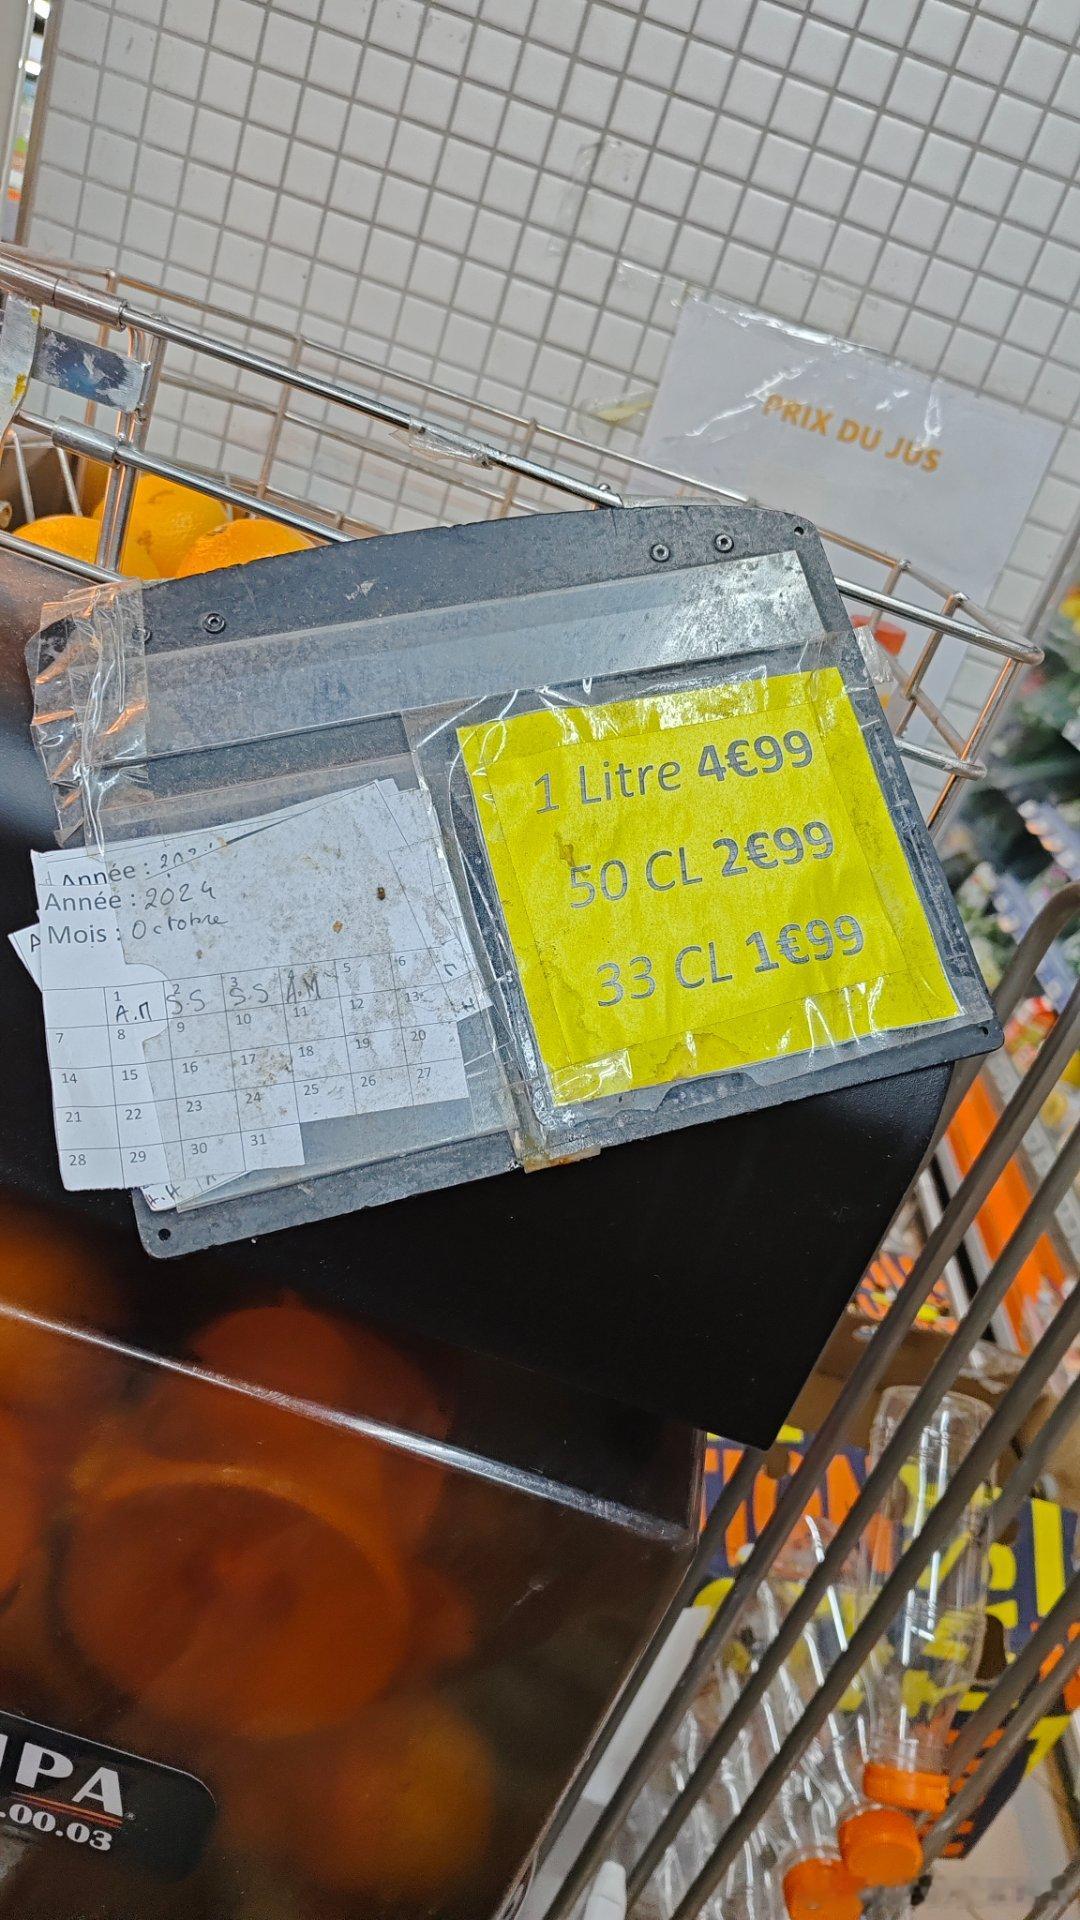 PRIX DU JUS
1 Litre 4€99
50 CL 2€99
33 CL 1€99
Année :
Année : 2024
Mois : Octobre
1 2 3 5 6
A.M S.S S.S A.M
7 8 9 10 11 12 13
14 15 16 17 18 19 20
21 22 23 24 25 26 27
28 29 30 31
PA
.00.03